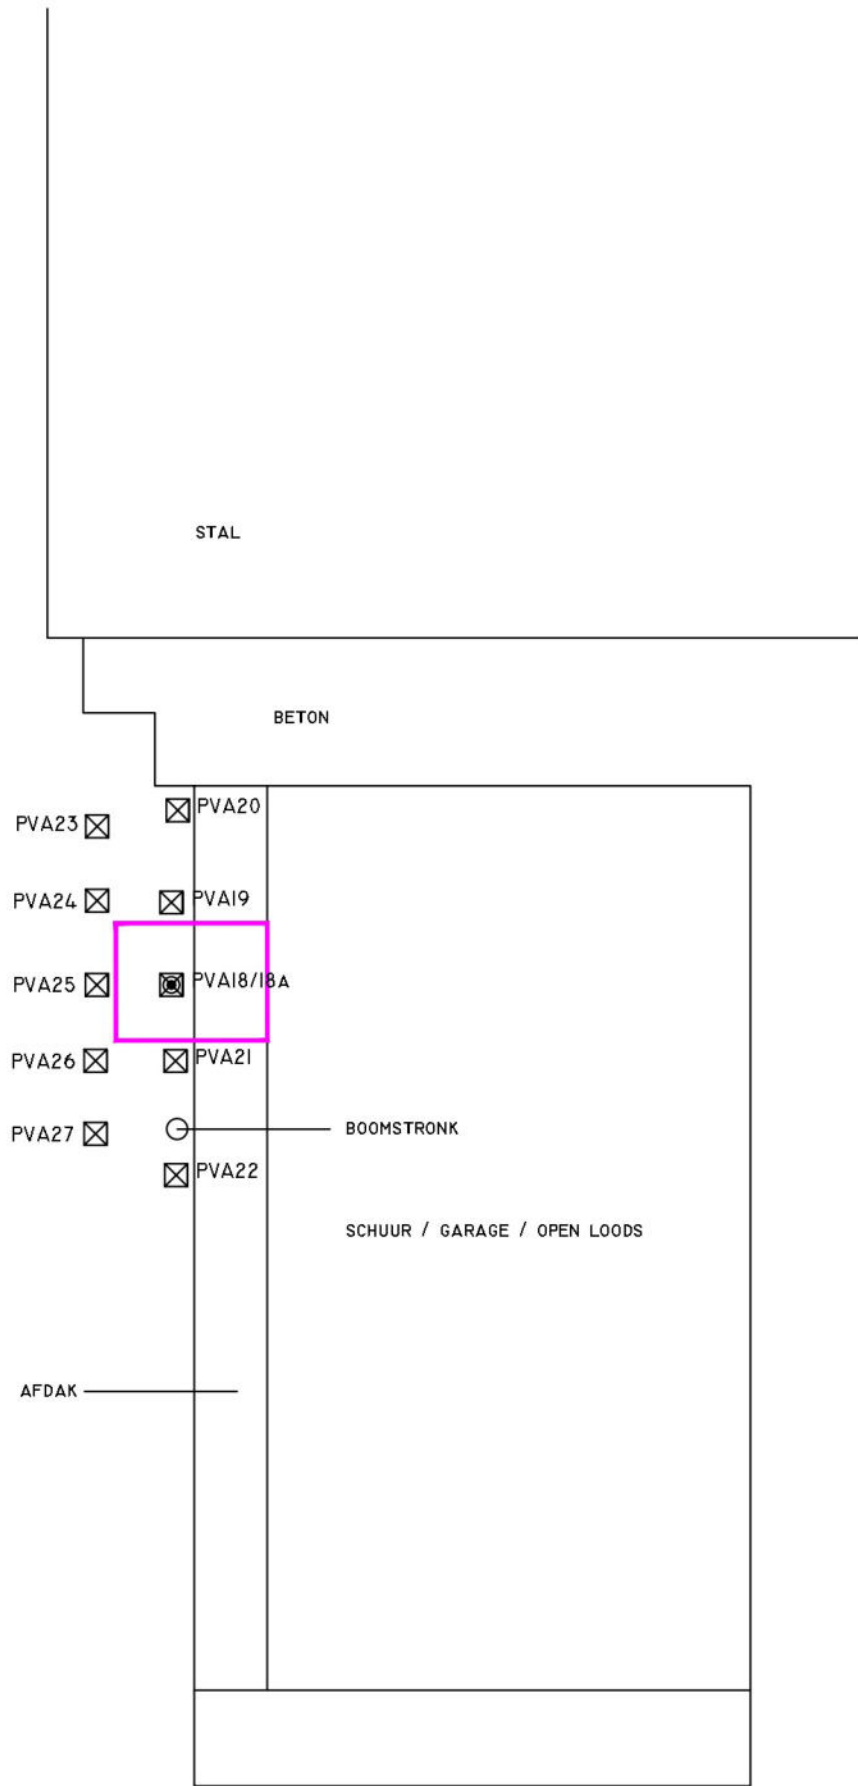 STAL
BETON
PVA20
PVA23
PVA19
PVA24
PVA18/18A
PVA25
PVA21
PVA26
BOOMSTRONK
PVA27
PVA22
SCHUUR / GARAGE / OPEN LOODS
AFDAK